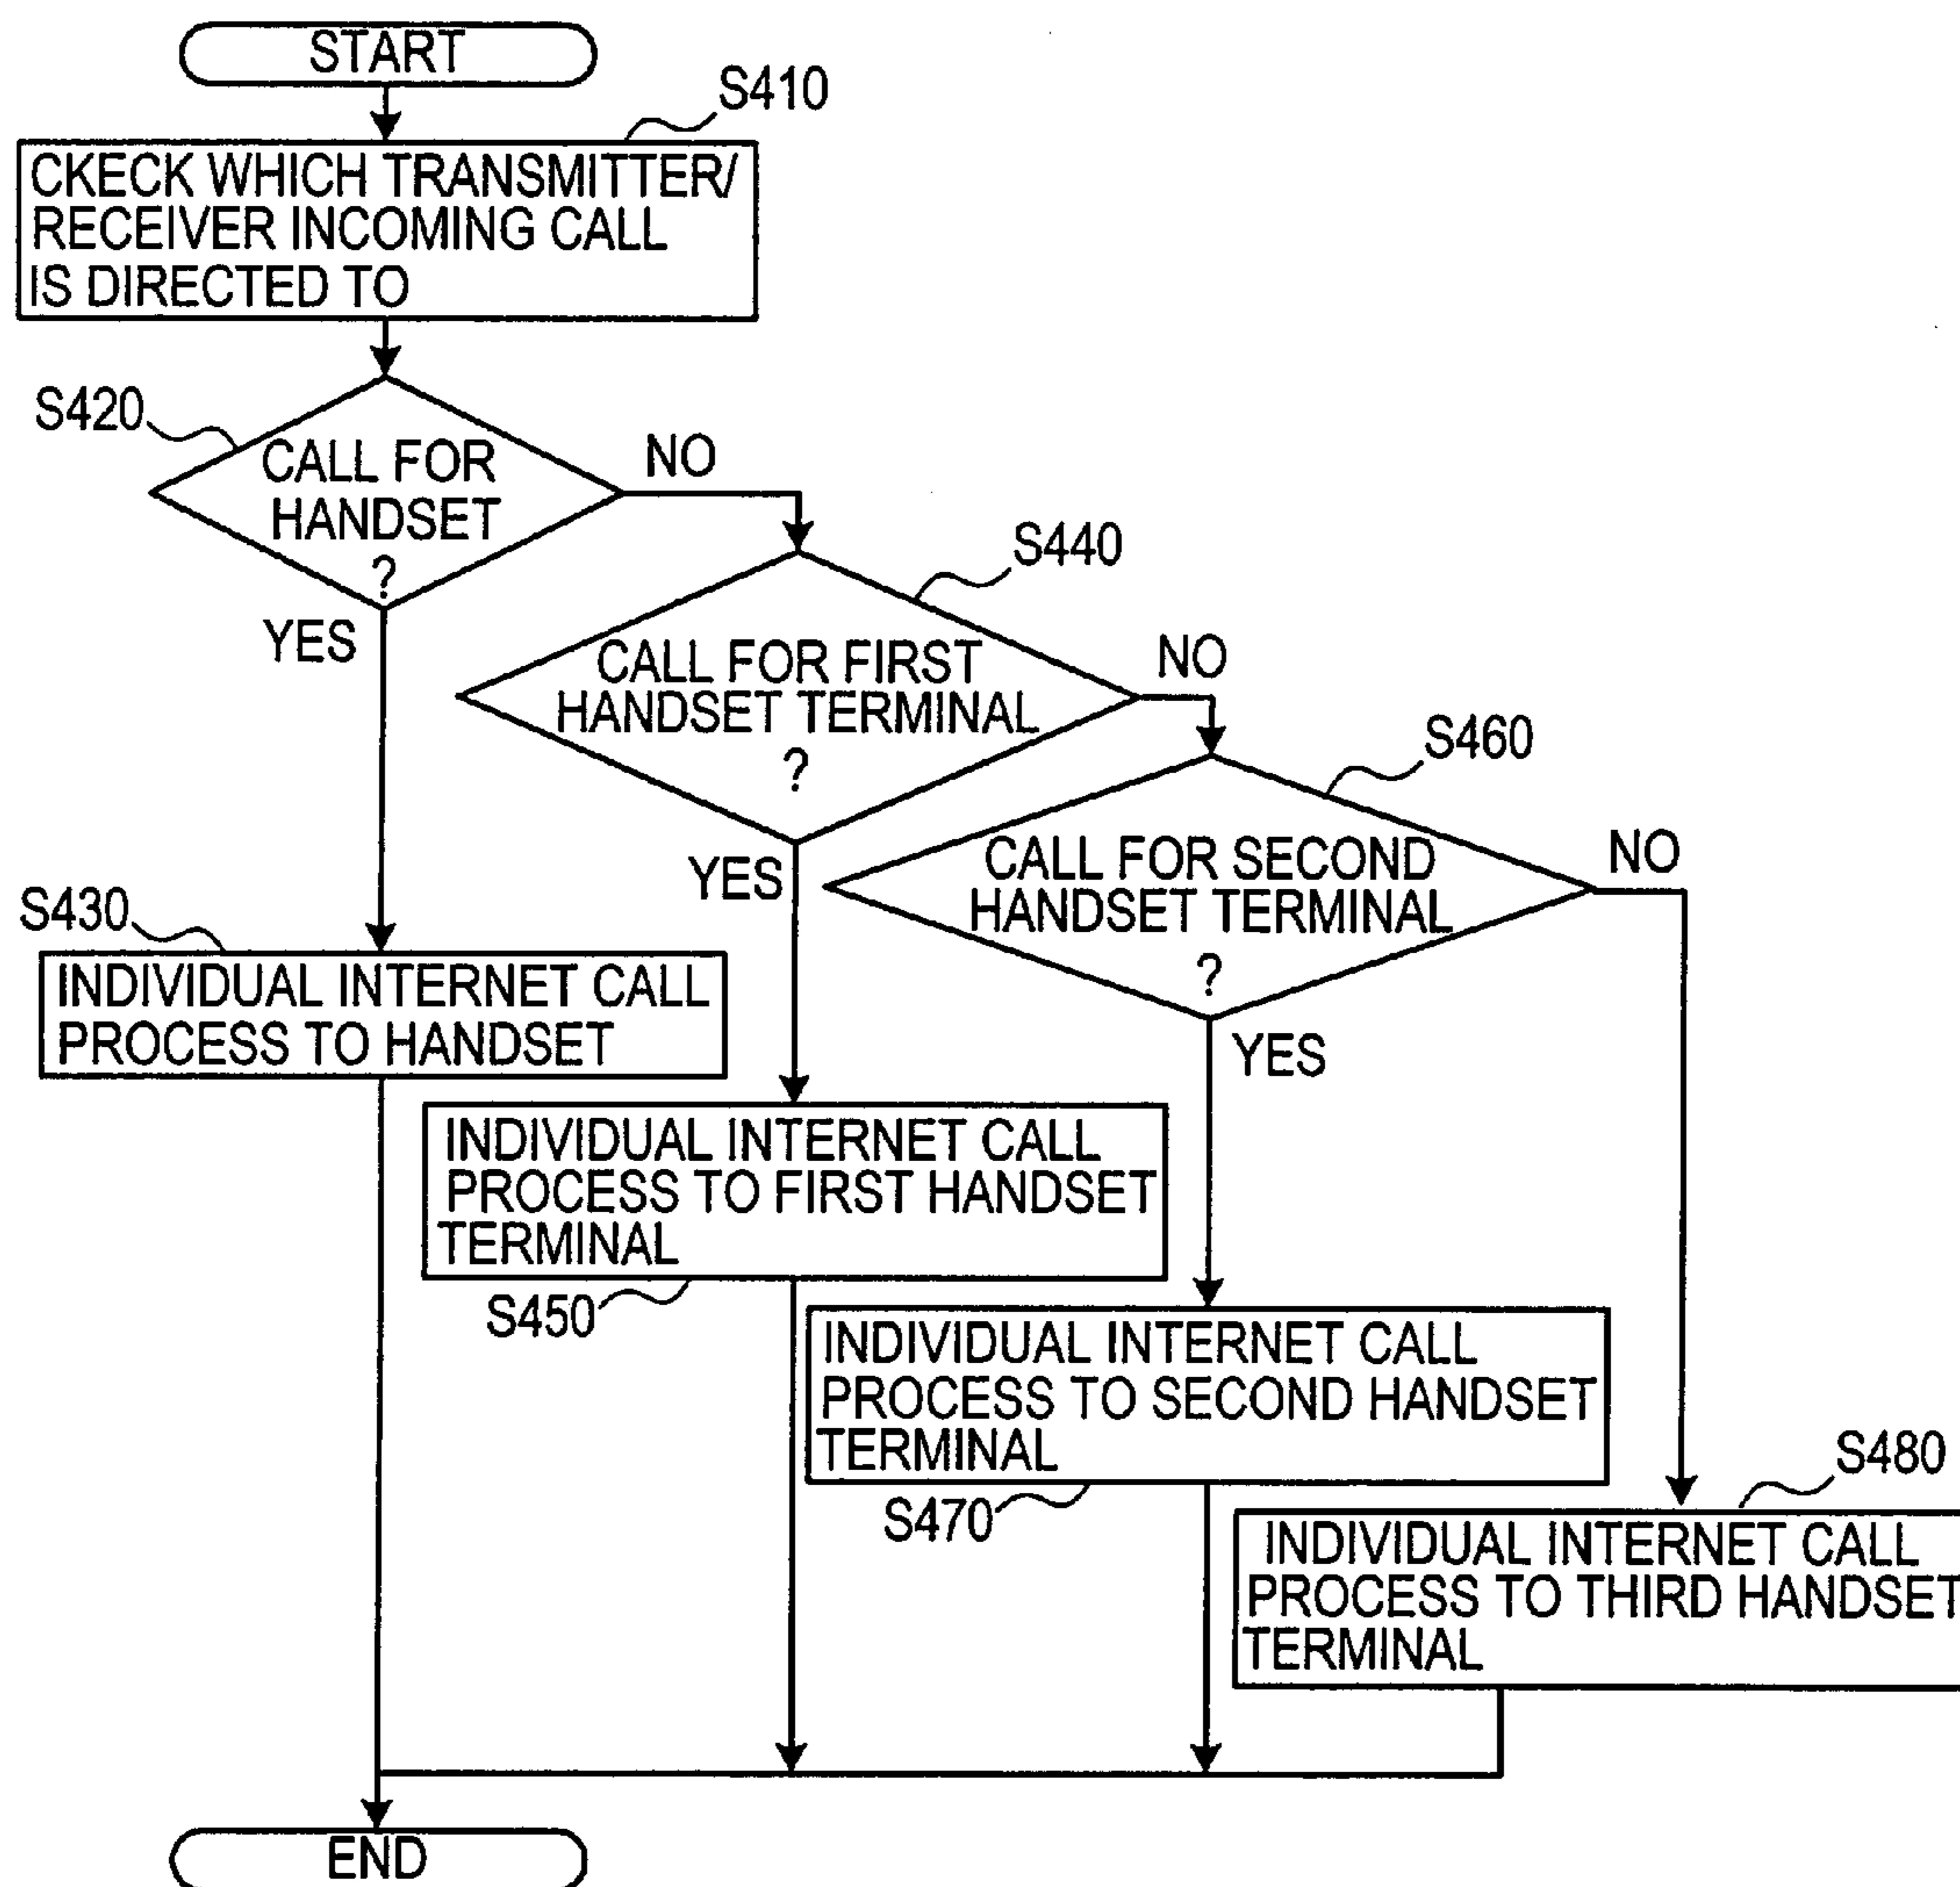 START
S410
CKECK WHICH TRANSMITTER/
RECEIVER INCOMING CALL
IS DIRECTED TO
S420
CALL FOR
HANDSET
?
NO
YES
S440
CALL FOR FIRST
HANDSET TERMINAL
?
NO
YES
S460
CALL FOR SECOND
HANDSET TERMINAL
?
NO
YES
S430
INDIVIDUAL INTERNET CALL
PROCESS TO HANDSET
INDIVIDUAL INTERNET CALL
PROCESS TO FIRST HANDSET
TERMINAL
S450
INDIVIDUAL INTERNET CALL
PROCESS TO SECOND HANDSET
TERMINAL
S470
S480
INDIVIDUAL INTERNET CALL
PROCESS TO THIRD HANDSET
TERMINAL
END